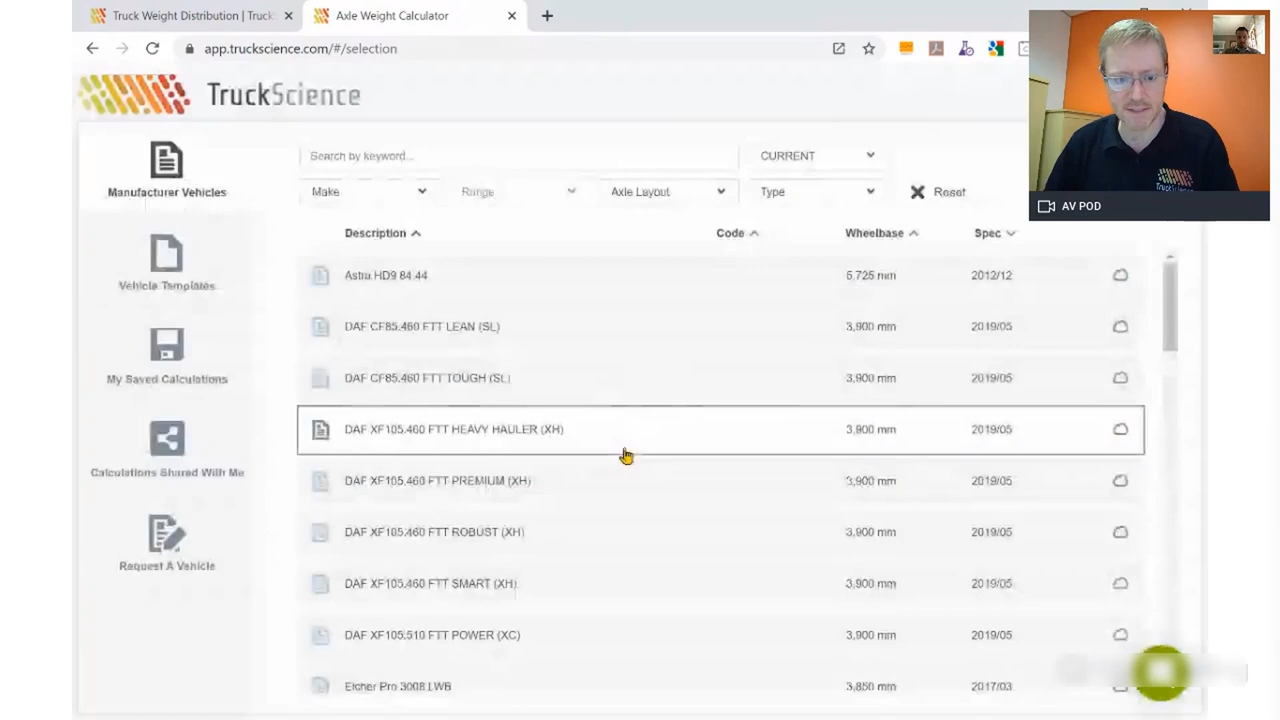 Truck Weight Distribution | Truck
Axle Weight Calculator
app.truckscience.com/#/selection
TruckScience
AV POD
Manufacturer Vehicles
Vehicle Templates
My Saved Calculations
Calculations Shared With Me
Request A Vehicle
Search by keyword...
CURRENT
Make
Range
Axle Layout
Type
Reset
Description Code Wheelbase Spec
Astra HD9 84.44 5,725 mm 2012/12
DAF CF85.460 FTT LEAN (SL) 3,900 mm 2019/05
DAF CF85.460 FTT TOUGH (SL) 3,900 mm 2019/05
DAF XF105.460 FTT HEAVY HAULER (XH) 3,900 mm 2019/05
DAF XF105.460 FTT PREMIUM (XH) 3,900 mm 2019/05
DAF XF105.460 FTT ROBUST (XH) 3,900 mm 2019/05
DAF XF105.460 FTT SMART (XH) 3,900 mm 2019/05
DAF XF105.510 FTT POWER (XC) 3,900 mm 2019/05
Eicher Pro 3008 LWB 3,850 mm 2017/03